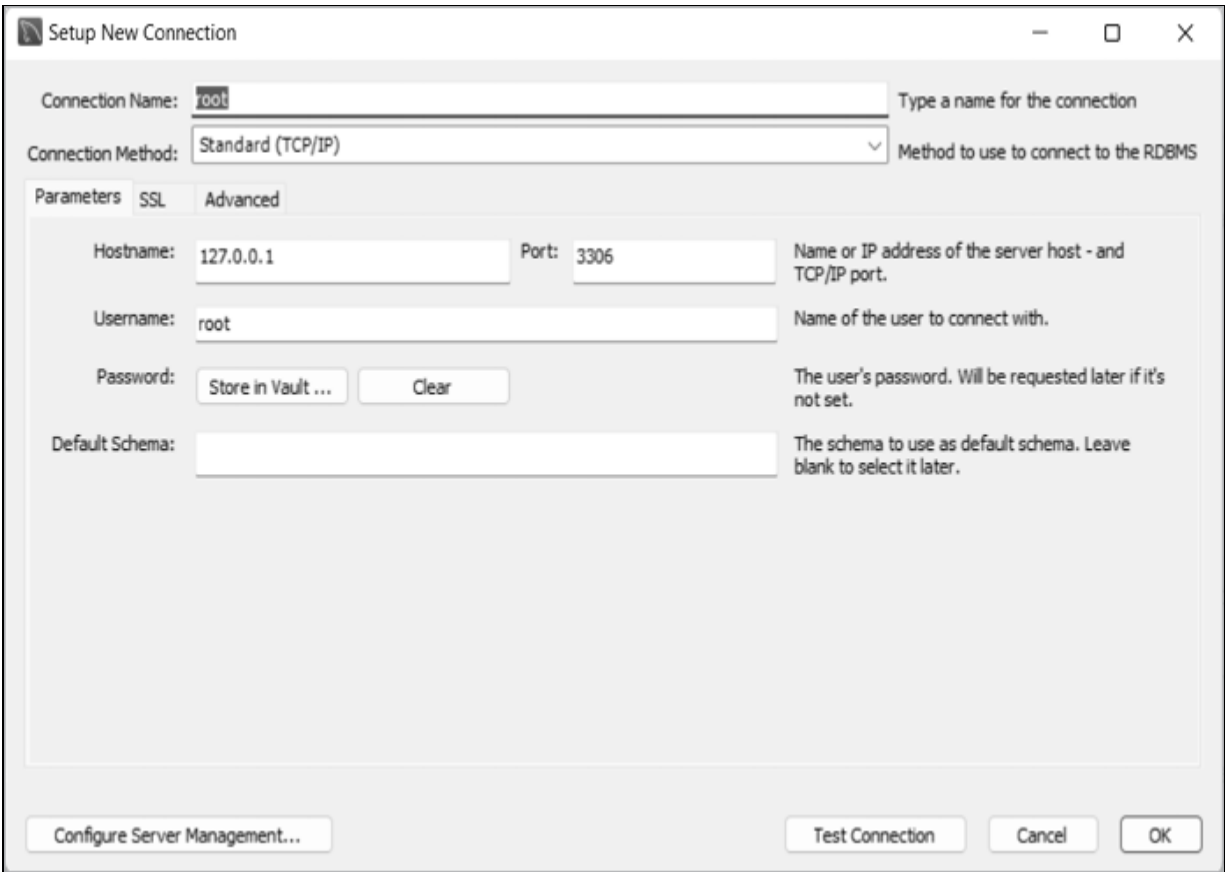 Setup New Connection
Connection Name: root Type a name for the connection
Connection Method: Standard (TCP/IP) Method to use to connect to the RDBMS
Parameters SSL Advanced
Hostname: 127.0.0.1 Port: 3306 Name or IP address of the server host - and
TCP/IP port.
Username: root Name of the user to connect with.
Password: Store in Vault ... Clear The user's password. Will be requested later if it's
not set.
Default Schema: The schema to use as default schema. Leave
blank to select it later.
Configure Server Management... Test Connection Cancel OK